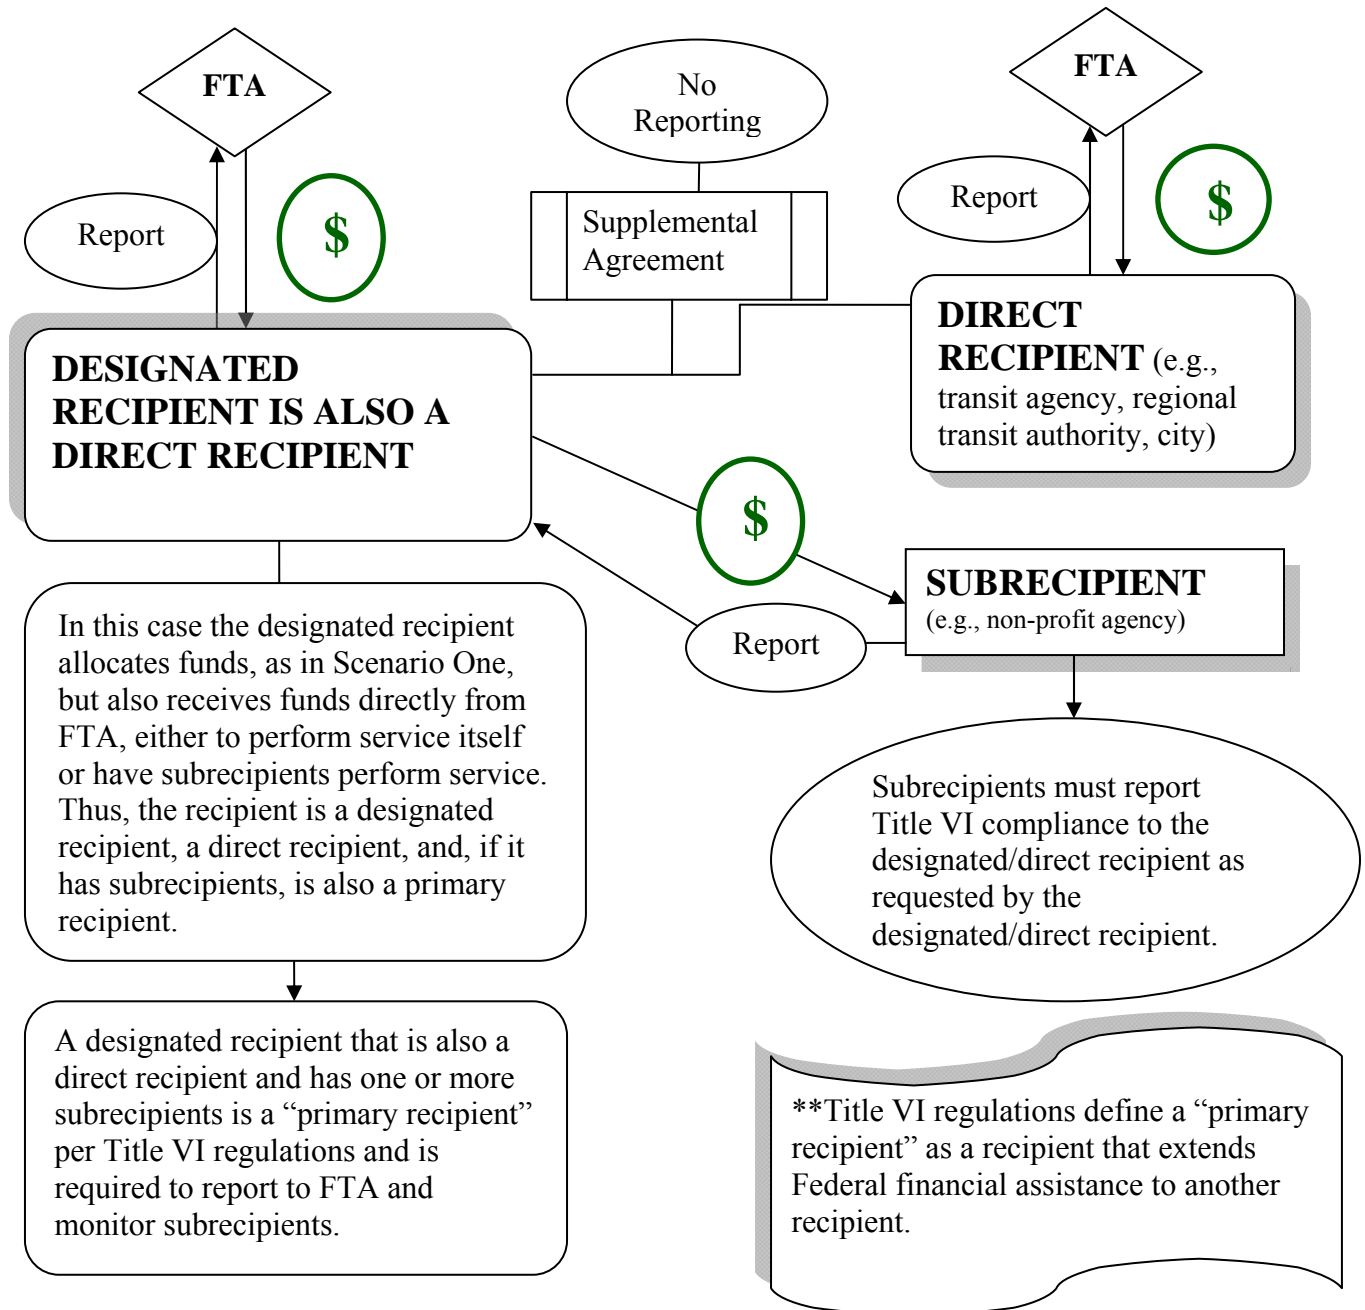 FTA
No
Reporting
FTA
Report
$
Supplemental
Agreement
Report
$
DESIGNATED
RECIPIENT IS ALSO A
DIRECT RECIPIENT
DIRECT
RECIPIENT (e.g.,
transit agency, regional
transit authority, city)
$
SUBRECIPIENT
(e.g., non-profit agency)
Report
In this case the designated recipient
allocates funds, as in Scenario One,
but also receives funds directly from
FTA, either to perform service itself
or have subrecipients perform service.
Thus, the recipient is a designated
recipient, a direct recipient, and, if it
has subrecipients, is also a primary
recipient.
Subrecipients must report
Title VI compliance to the
designated/direct recipient as
requested by the
designated/direct recipient.
A designated recipient that is also a
direct recipient and has one or more
subrecipients is a “primary recipient”
per Title VI regulations and is
required to report to FTA and
monitor subrecipients.
**Title VI regulations define a “primary
recipient” as a recipient that extends
Federal financial assistance to another
recipient.